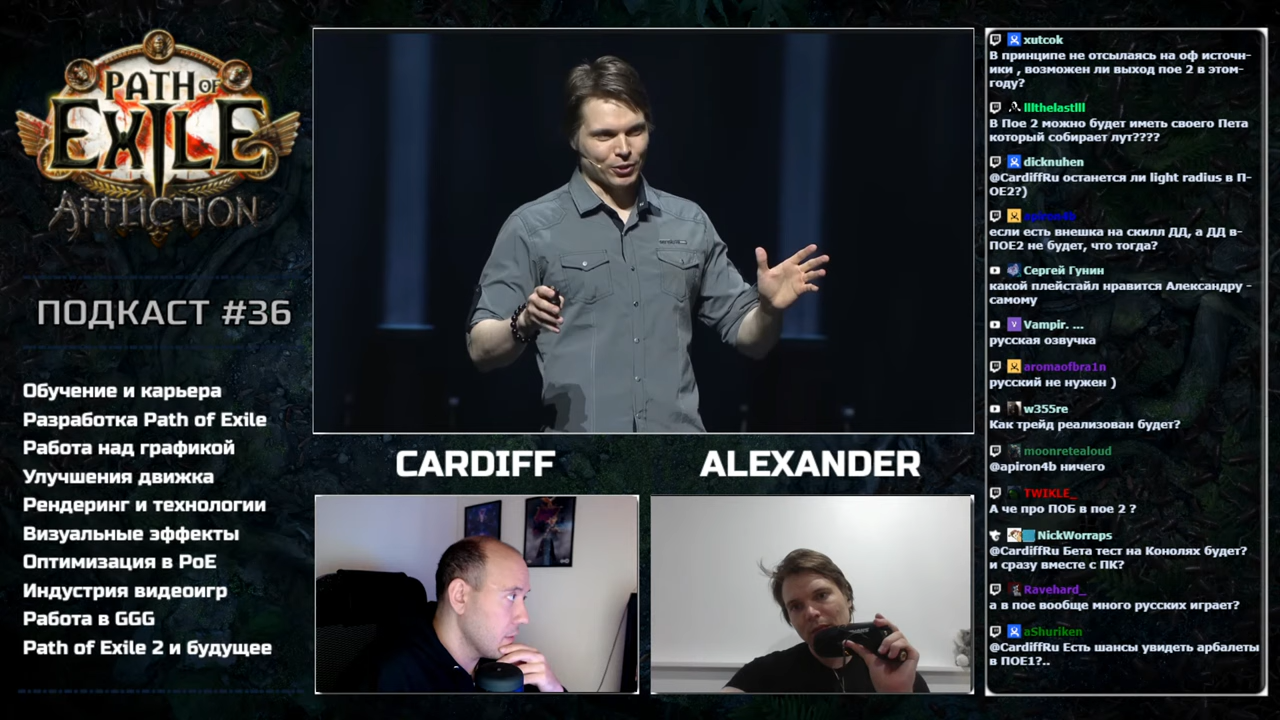 PATH OF
EXILE
AFFLICTION
ПОДКАСТ #36
Обучение и карьера
Разработка Path of Exile
Работа над графикой
Улучшения движка
Рендеринг и технологии
Визуальные эффекты
Оптимизация в PoE
Индустрия видеоигр
Работа в GGG
Path of Exile 2 и будущее
CARDIFF
ALEXANDER
xutcok
В принципе не отсылаясь на оф источн-
ики , возможен ли выход пое 2 в этом-
году?
lllthelastlll
В Пое 2 можно будет иметь своего Пета
который собирает лут????
dicknuhen
@CardiffRu останется ли light radius в П-
ОЕ2?)
если есть внешка на скилл ДД, а ДД в-
ПОЕ2 не будет, что тогда?
Сергей Гунин
какой плейстайл нравится Александру -
самому
V Vampir. ...
русская озвучка
aromaofbra1n
русский не нужен )
w355re
Как трейд реализован будет?
moonretealoud
@apiron4b ничего
TWIKLE_
А че про ПОБ в пое 2 ?
NickWorraps
@CardiffRu Бета тест на Конолях будет?
и сразу вместе с ПК?
Ravehard_
а в пое вообще много русских играет?
aShuriken
@CardiffRu Есть шансы увидеть арбалеты
в ПОЕ1?..